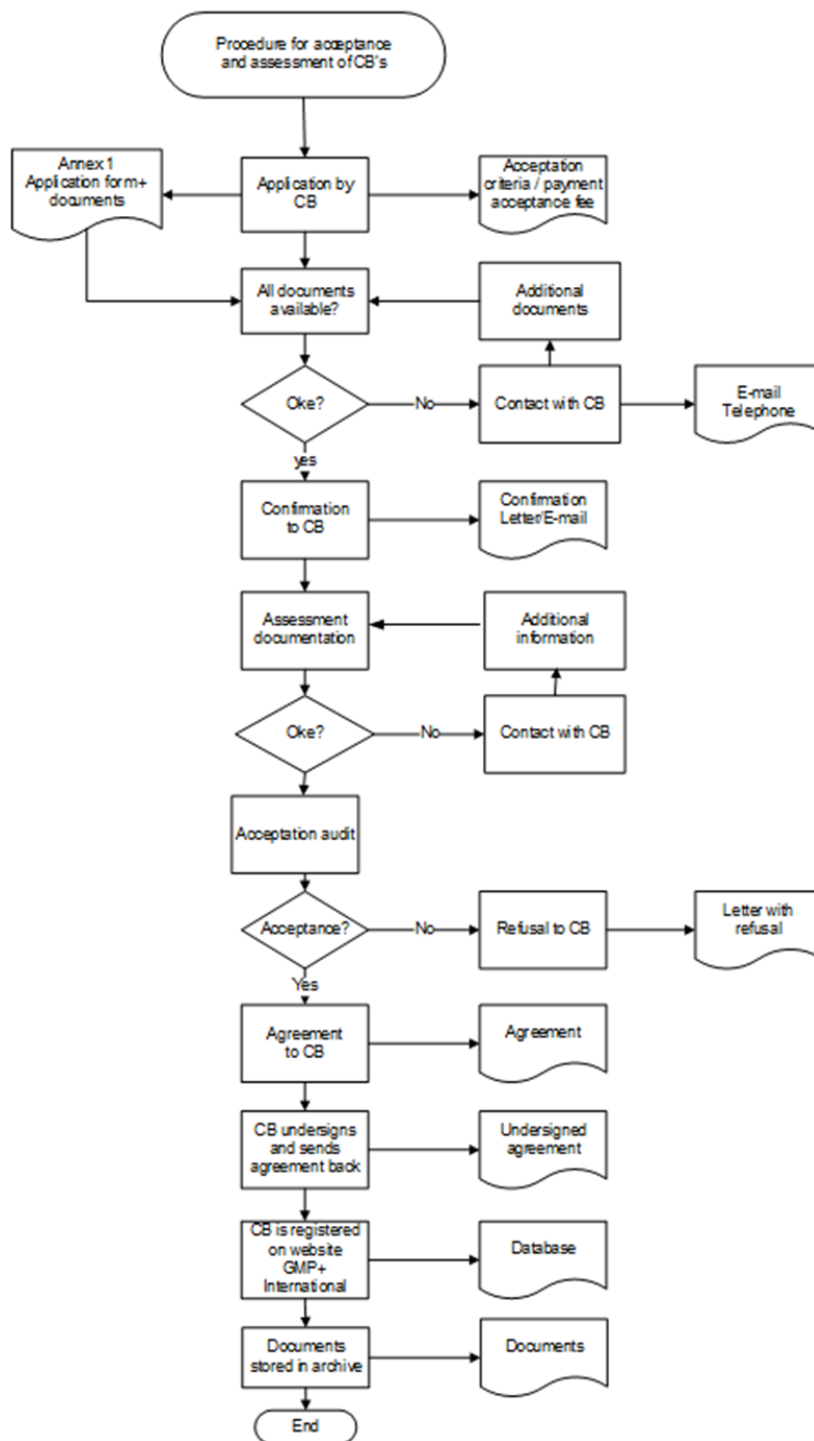 Procedure for acceptance
and assessment of CB's
Annex 1
Application form+
documents
Application by
CB
Acceptation
criteria / payment
acceptance fee
All documents
available?
Additional
documents
Oke?
No
Contact with CB
E-mail
Telephone
yes
Confirmation
to CB
Confirmation
Letter/E-mail
Assessment
documentation
Additional
information
Oke?
No
Contact with CB
Acceptation audit
Acceptance?
No
Refusal to CB
Letter with
refusal
Yes
Agreement
to CB
Agreement
CB undersigns
and sends
agreement back
Undersigned
agreement
CB is registered
on website
GMP+
International
Database
Documents
stored in archive
Documents
End